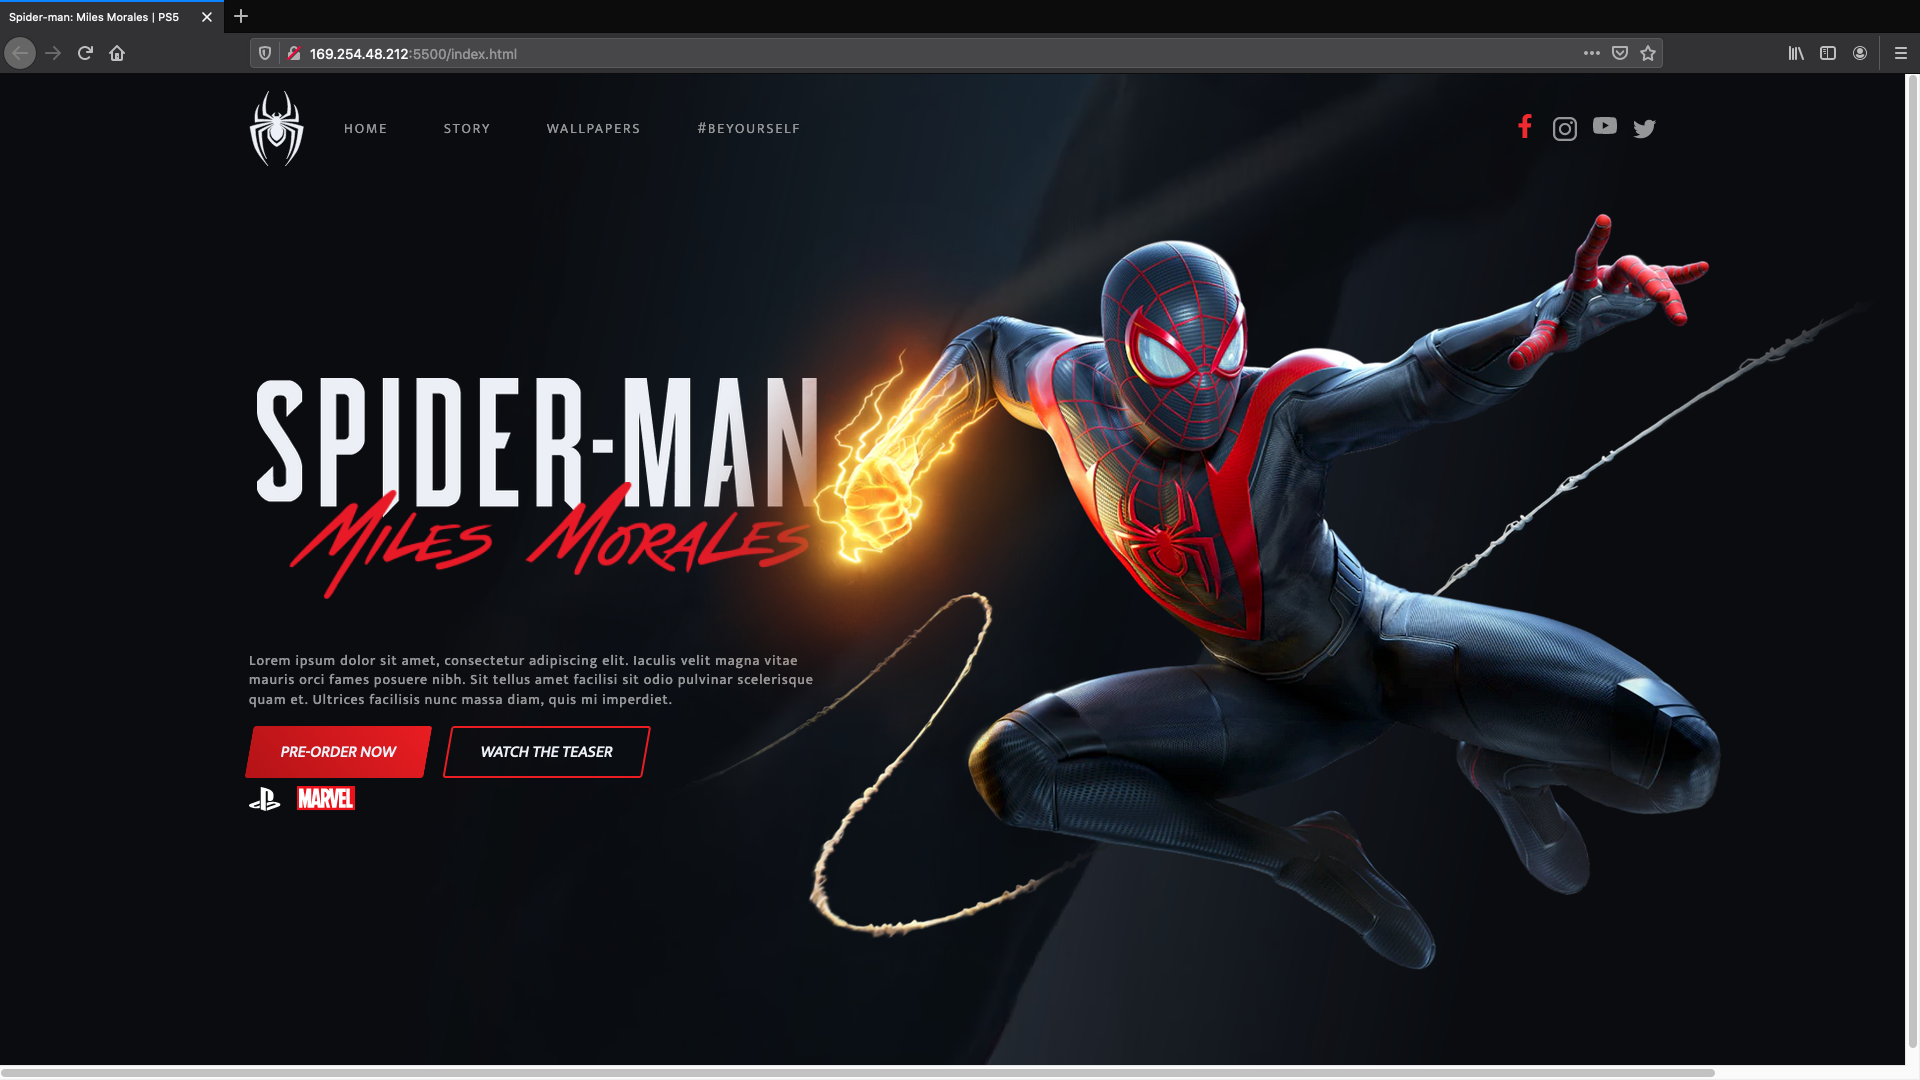 Spider-man: Miles Morales | PS5
169.254.48.212:5500/index.html
HOME STORY WALLPAPERS #BEYOURSELF
SPIDER-MAN
MILES MORALES
Lorem ipsum dolor sit amet, consectetur adipiscing elit. Iaculis velit magna vitae
mauris orci fames posuere nibh. Sit tellus amet facilisi sit odio pulvinar scelerisque
quam et. Ultrices facilisis nunc massa diam, quis mi imperdiet.
PRE-ORDER NOW WATCH THE TEASER
MARVEL